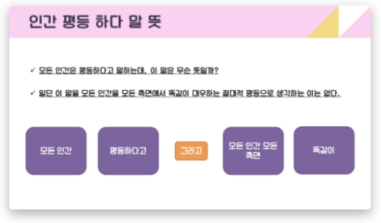 인간 평등 하다 말 뜻
✓ 모든 인간은 평등하다고 말하는데, 이 말은 무슨 뜻일까?
✓ 일단 이 말을 모든 인간을 모든 측면에서 똑같이 대우하는 절대적 평등으로 생각하는 이는 없다.
모든 인간
평등하다고
그리고
모든 인간 모든
측면
똑같이